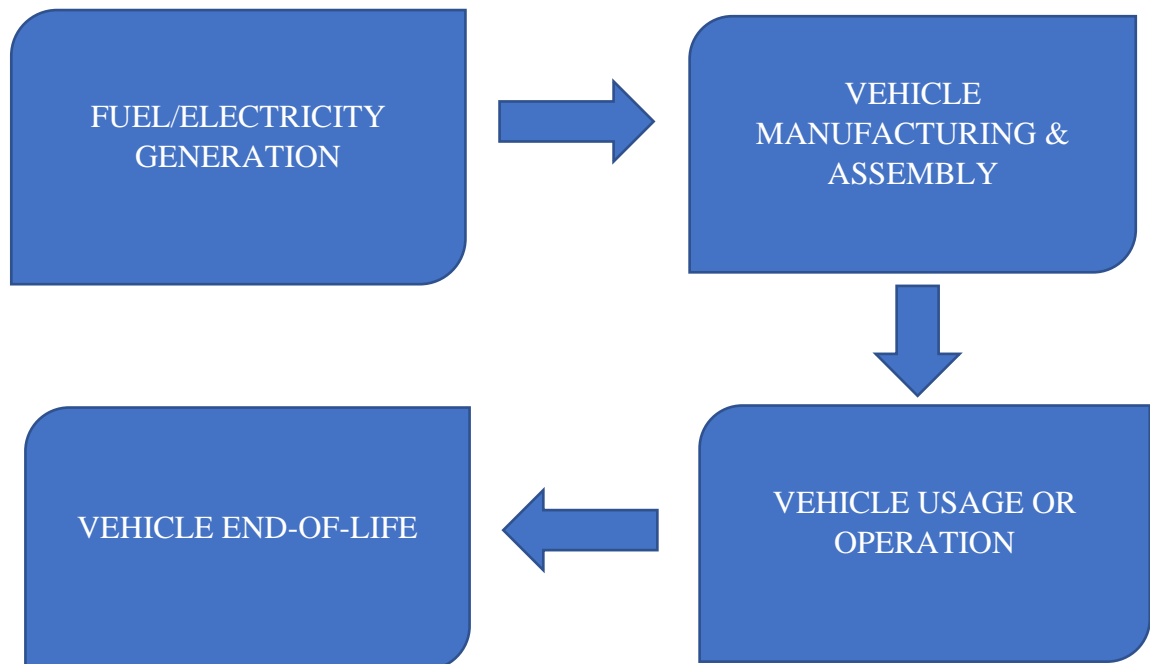 FUEL/ELECTRICITY
GENERATION
VEHICLE
MANUFACTURING &
ASSEMBLY
VEHICLE USAGE OR
OPERATION
VEHICLE END-OF-LIFE